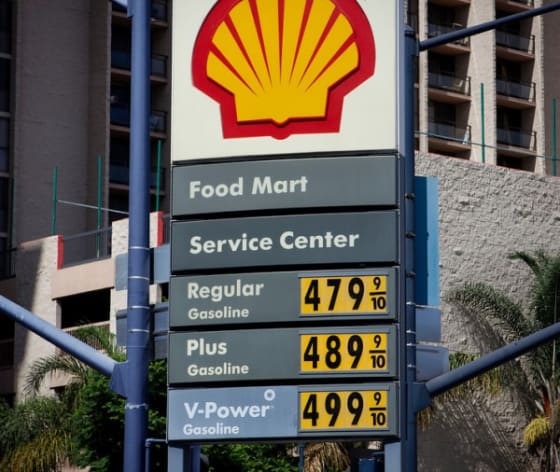 Food Mart
Service Center
Regular
Gasoline
479 9/10
Plus
Gasoline
489 9/10
V-Power
Gasoline
499 9/10